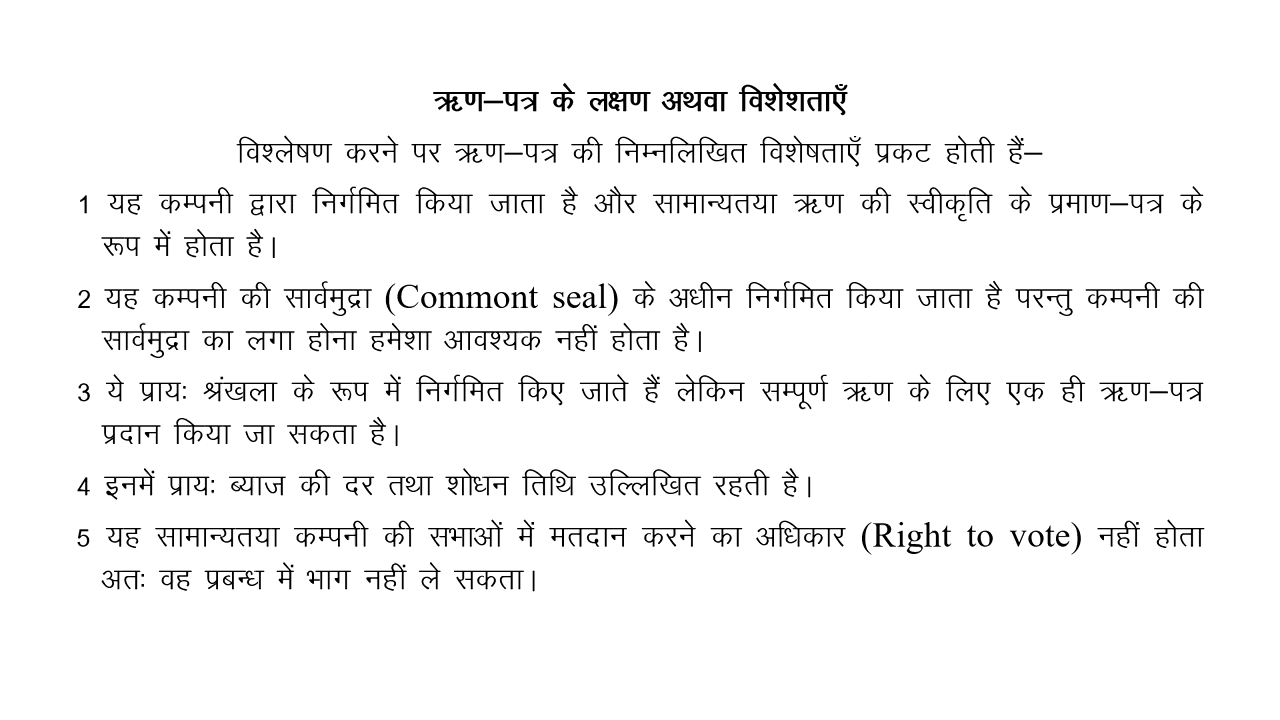 ऋण–पत्र के लक्षण अथवा विशेशताएँ
विश्लेषण करने पर ऋण–पत्र की निम्नलिखित विशेषताएँ प्रकट होती हैं–
1 यह कम्पनी द्वारा निर्गमित किया जाता है और सामान्यतया ऋण की स्वीकृति के प्रमाण–पत्र के
रूप में होता है।
2 यह कम्पनी की सार्वमुद्रा (Commont seal) के अधीन निर्गमित किया जाता है परन्तु कम्पनी की
सार्वमुद्रा का लगा होना हमेशा आवश्यक नहीं होता है।
3 ये प्रायः श्रंखला के रूप में निर्गमित किए जाते हैं लेकिन सम्पूर्ण ऋण के लिए एक ही ऋण–पत्र
प्रदान किया जा सकता है।
4 इनमें प्रायः ब्याज की दर तथा शोधन तिथि उल्लिखित रहती है।
5 यह सामान्यतया कम्पनी की सभाओं में मतदान करने का अधिकार (Right to vote) नहीं होता
अतः वह प्रबन्ध में भाग नहीं ले सकता।